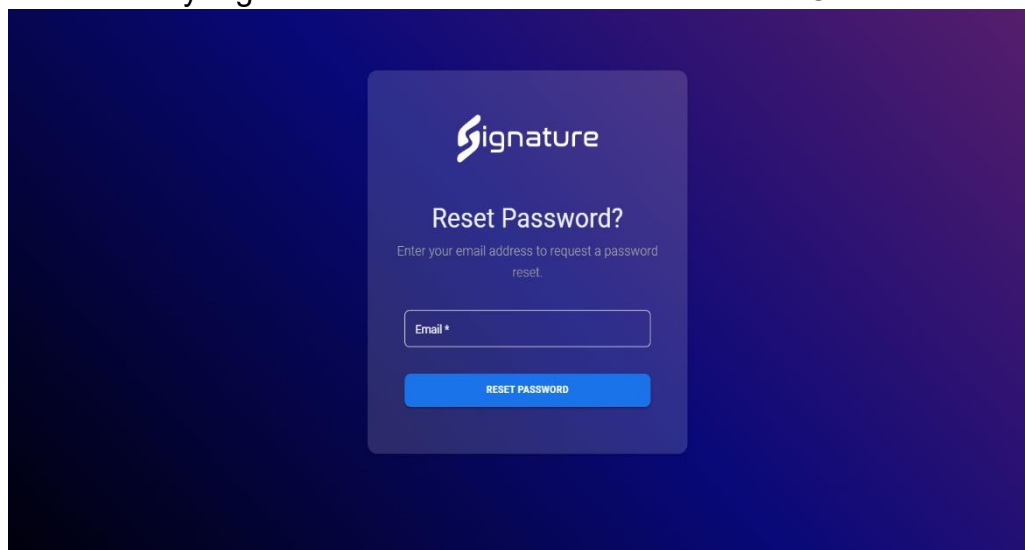 Signature
Reset Password?
Enter your email address to request a password
reset.
Email *
RESET PASSWORD